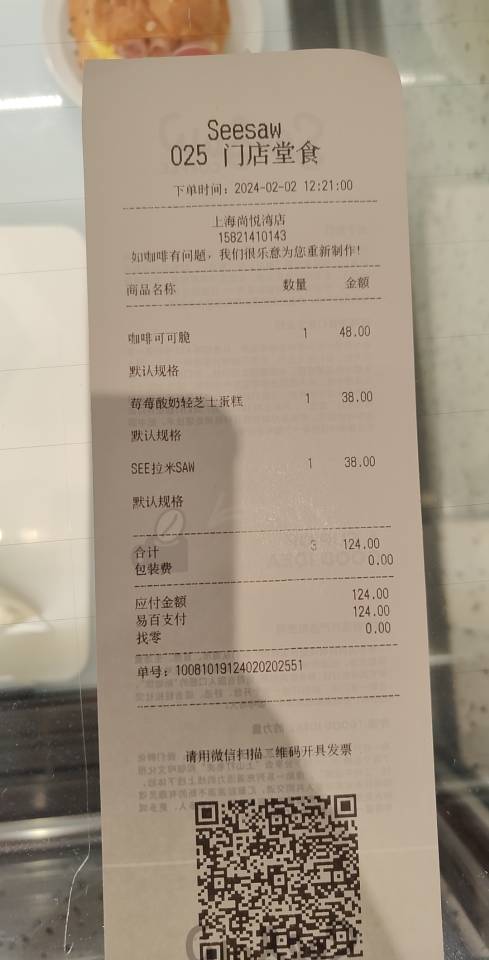 Seesaw
025 门店堂食
下单时间：2024-02-02 12:21:00
上海尚悦湾店
15821410143
如咖啡有问题，我们很乐意为您重新制作！
商品名称 数量 金额
咖啡可可脆 1 48.00
默认规格
莓莓酸奶轻芝士蛋糕 1 38.00
默认规格
SEE拉米SAW 1 38.00
默认规格
合计 3 124.00
包装费 0.00
应付金额 124.00
易百支付 124.00
找零 0.00
单号：10081019124020202551
请用微信扫描二维码开具发票